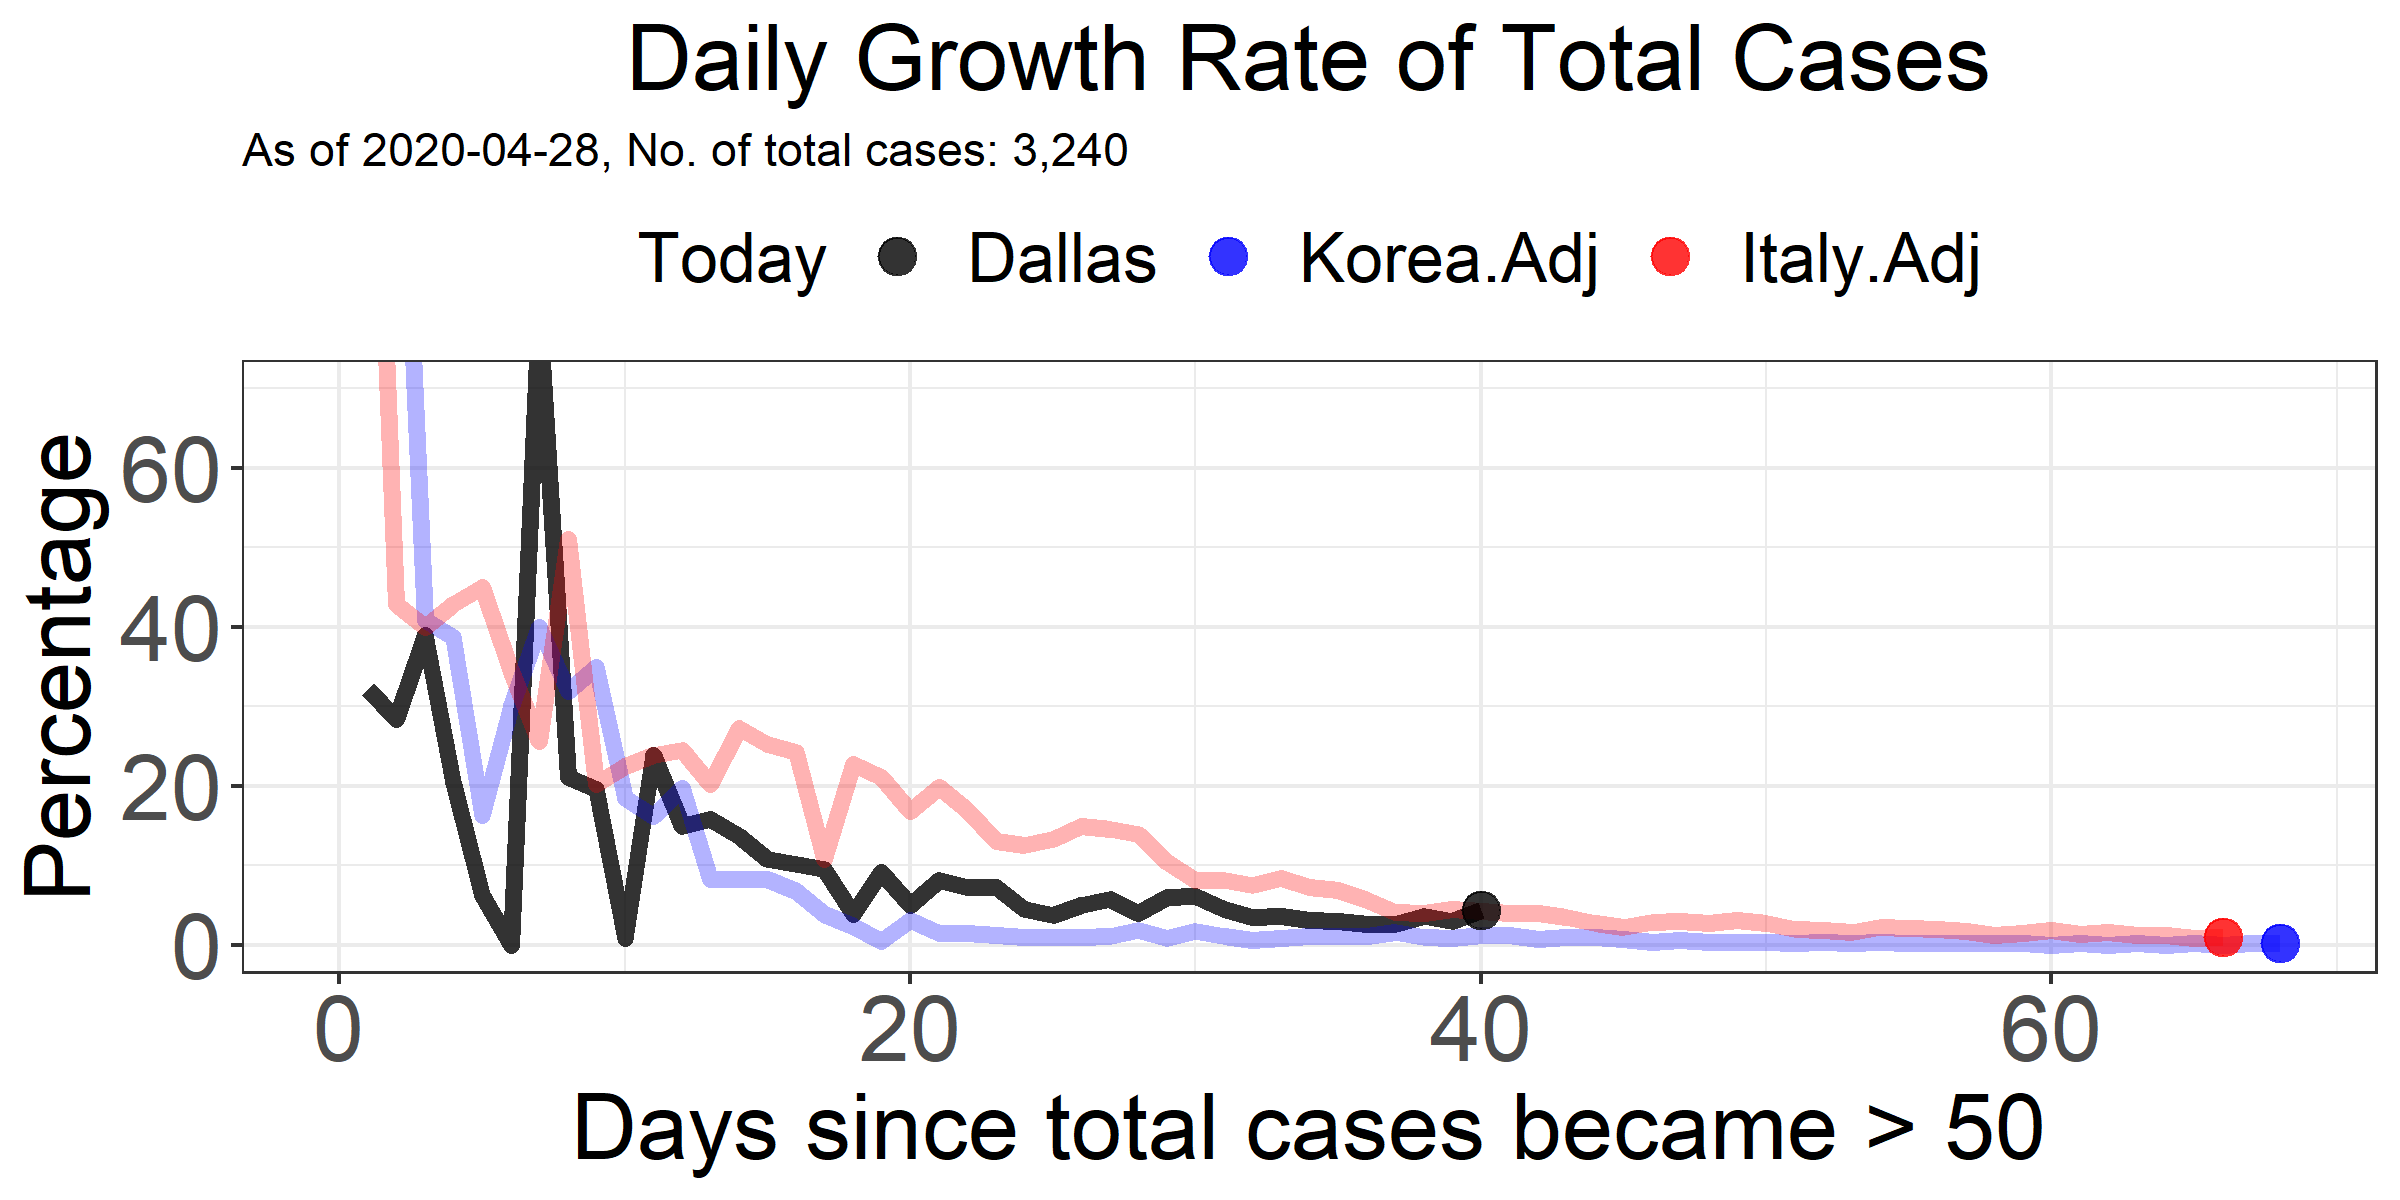 Daily Growth Rate of Total Cases
As of 2020-04-28, No. of total cases: 3,240
Today Dallas Korea.Adj Italy.Adj
Percentage
60
40
20
0
0 20 40 60
Days since total cases became > 50